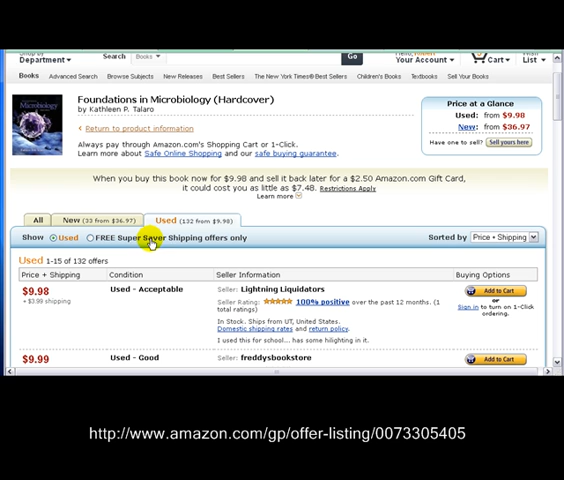 Shop by
Department
Search
Books
Go
Hello, Robert
Your Account
Cart
Wish
List
Books
Advanced Search
Browse Subjects
New Releases
Best Sellers
The New York Times® Best Sellers
Children's Books
Textbooks
Sell Your Books
Microbiology
Foundations in Microbiology (Hardcover)
by Kathleen P. Talaro
‹ Return to product information
Always pay through Amazon.com's Shopping Cart or 1-Click.
Learn more about Safe Online Shopping and our safe buying guarantee.
Price at a Glance
Used: from $9.98
New: from $36.97
Have one to sell? Sell yours here
When you buy this book now for $9.98 and sell it back later for a $2.50 Amazon.com Gift Card,
it could cost you as little as $7.48. Restrictions Apply
Learn more
All
New (33 from $36.97)
Used (132 from $9.98)
Show Used FREE Super Saver Shipping offers only
Sorted by Price + Shipping
Used 1-15 of 132 offers
Price + Shipping
Condition
Seller Information
Buying Options
$9.98
+ $3.99 shipping
Used - Acceptable
Seller: Lightning Liquidators
Seller Rating: 100% positive over the past 12 months. (1
total ratings)
In Stock. Ships from UT, United States.
Domestic shipping rates and return policy.
I used this for school... has some hilighting in it.
Add to Cart
or
Sign in to turn on 1-Click
ordering.
$9.99
Used - Good
Seller: freddysbookstore
Add to Cart
http://www.amazon.com/gp/offer-listing/0073305405